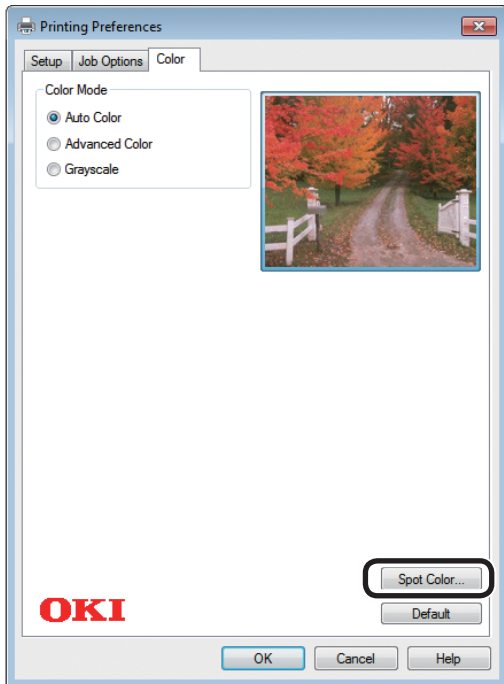 Printing Preferences
Setup
Job Options
Color
Color Mode
Auto Color
Advanced Color
Grayscale
Spot Color...
OKI
Default
OK
Cancel
Help